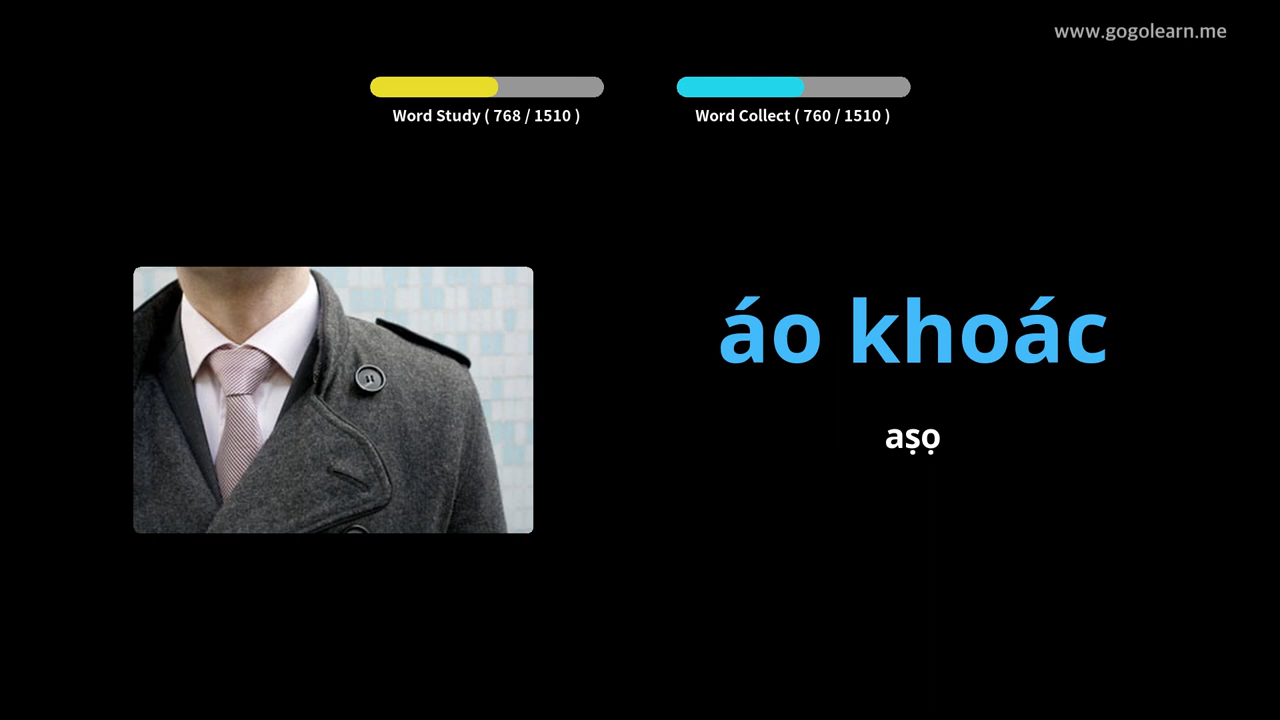 www.gogolearn.me
Word Study ( 768 / 1510 )
Word Collect ( 760 / 1510 )
áo khoác
aṣọ